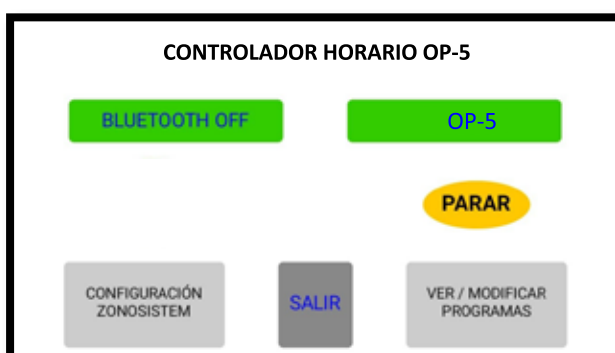 CONTROLADOR HORARIO OP-5
BLUETOOTH OFF
OP-5
PARAR
CONFIGURACIÓN
ZONOSISTEM
SALIR
VER / MODIFICAR
PROGRAMAS